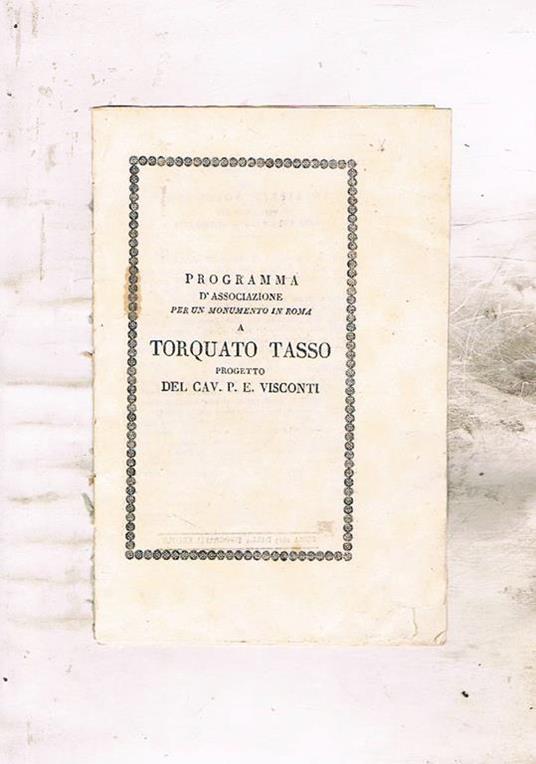 PROGRAMMA
D'ASSOCIAZIONE
PER UN MONUMENTO IN ROMA
A
TORQUATO TASSO
PROGETTO
DEL CAV. P. E. VISCONTI